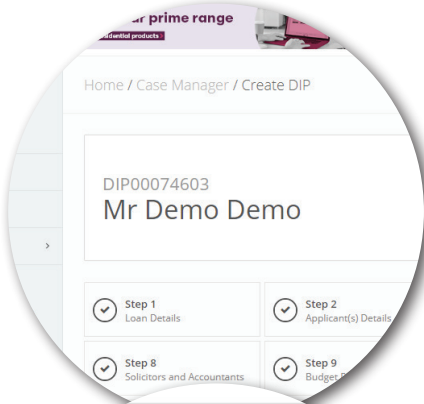 prime range
residential products
Home / Case Manager / Create DIP
DIP00074603
Mr Demo Demo
Step 1
Loan Details
Step 2
Applicant(s) Details
Step 8
Solicitors and Accountants
Step 9
Budget